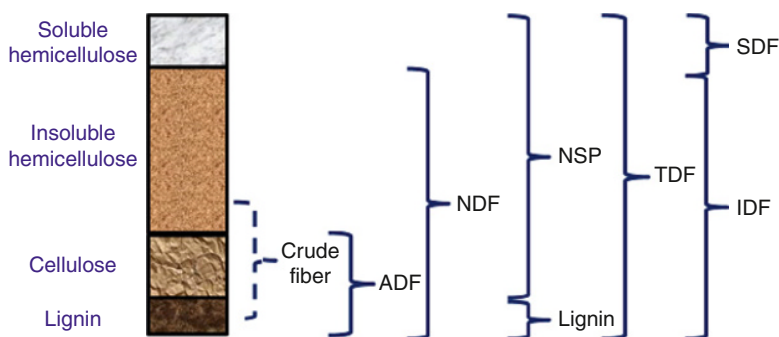 Soluble
hemicellulose
Insoluble
hemicellulose
Cellulose
Lignin
Crude
fiber
ADF
NDF
NSP
Lignin
TDF
SDF
IDF